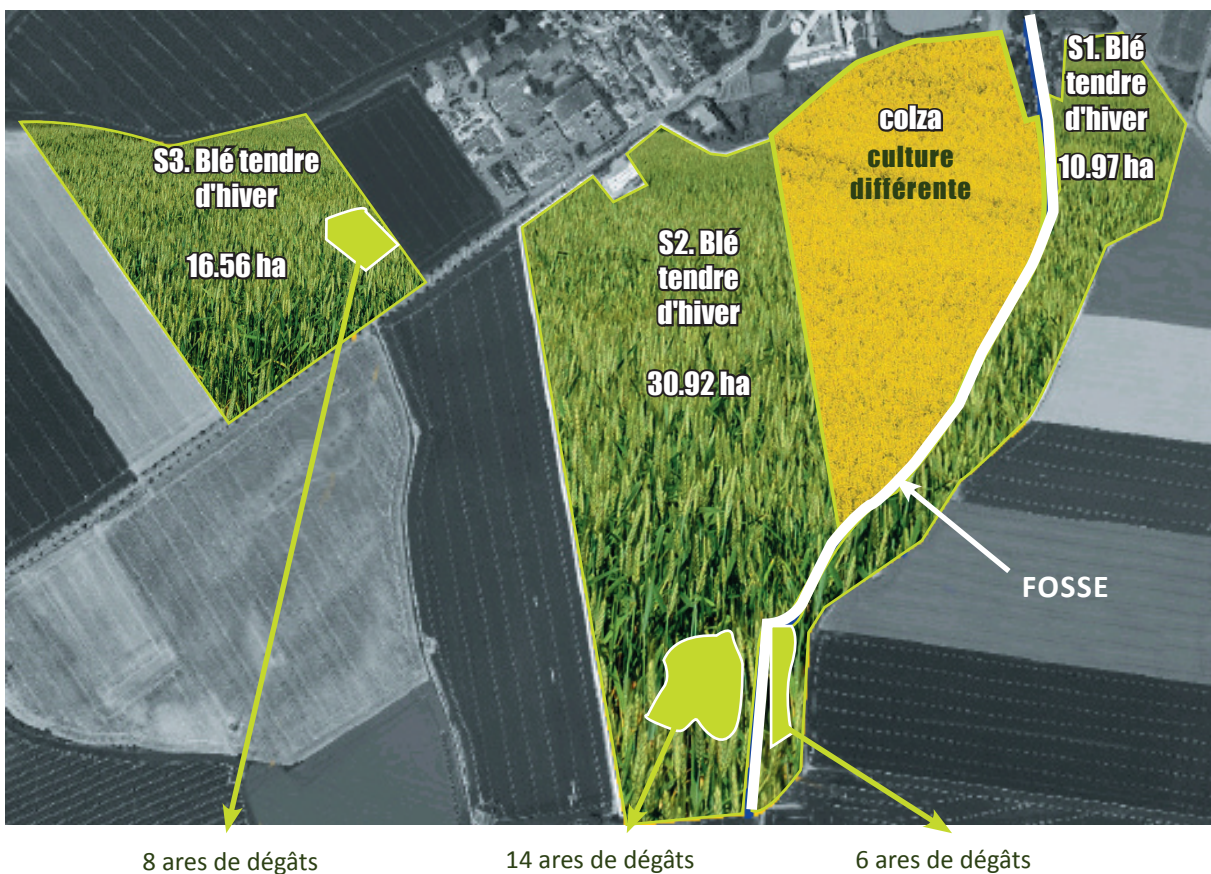 S1. Blé
tendre
d'hiver
10.97 ha
colza
culture
différente
S3. Blé tendre
d'hiver
16.56 ha
S2. Blé
tendre
d'hiver
30.92 ha
FOSSE
8 ares de dégâts
14 ares de dégâts
6 ares de dégâts